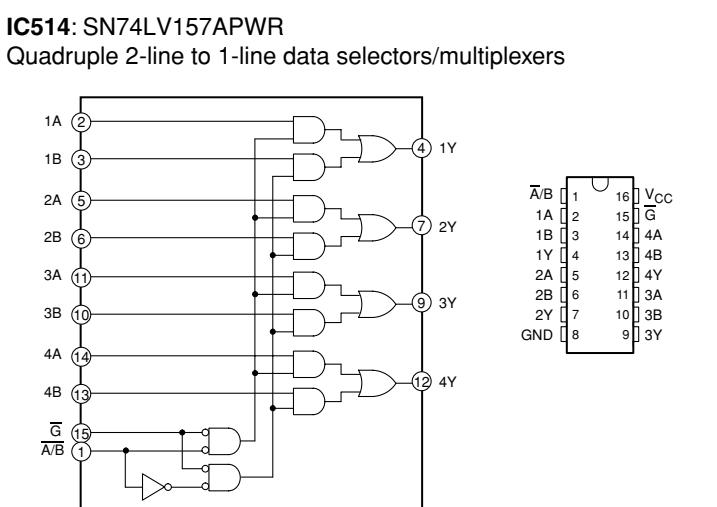 IC514: SN74LV157APWR
Quadruple 2-line to 1-line data selectors/multiplexers
1A 2
1B 3
2A 5
2B 6
3A 11
3B 10
4A 14
4B 13
G̅ 15
A̅/̅B̅ 1
4 1Y
7 2Y
9 3Y
12 4Y
A̅/B 1 16 VCC
1A 2 15 G̅
1B 3 14 4A
1Y 4 13 4B
2A 5 12 4Y
2B 6 11 3A
2Y 7 10 3B
GND 8 9 3Y